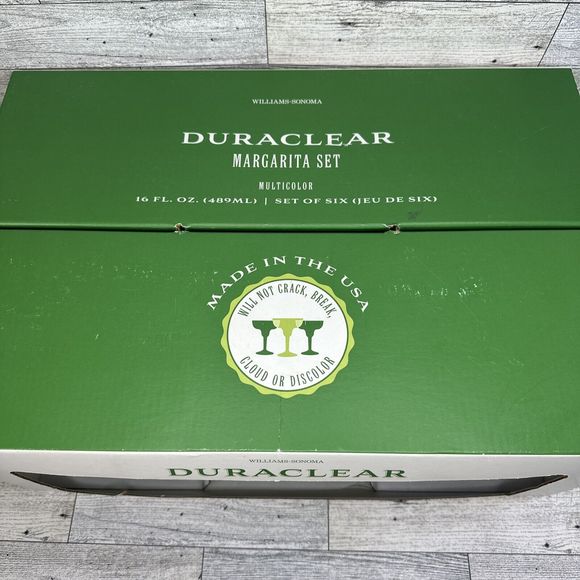 WILLIAMS-SONOMA
DURACLEAR
MARGARITA SET
MULTICOLOR
16 FL. OZ. (489ML) | SET OF SIX (JEU DE SIX)
MADE IN THE USA
WILL NOT CRACK, BREAK,
CLOUD OR DISCOLOR
WILLIAMS-SONOMA
DURACLEAR